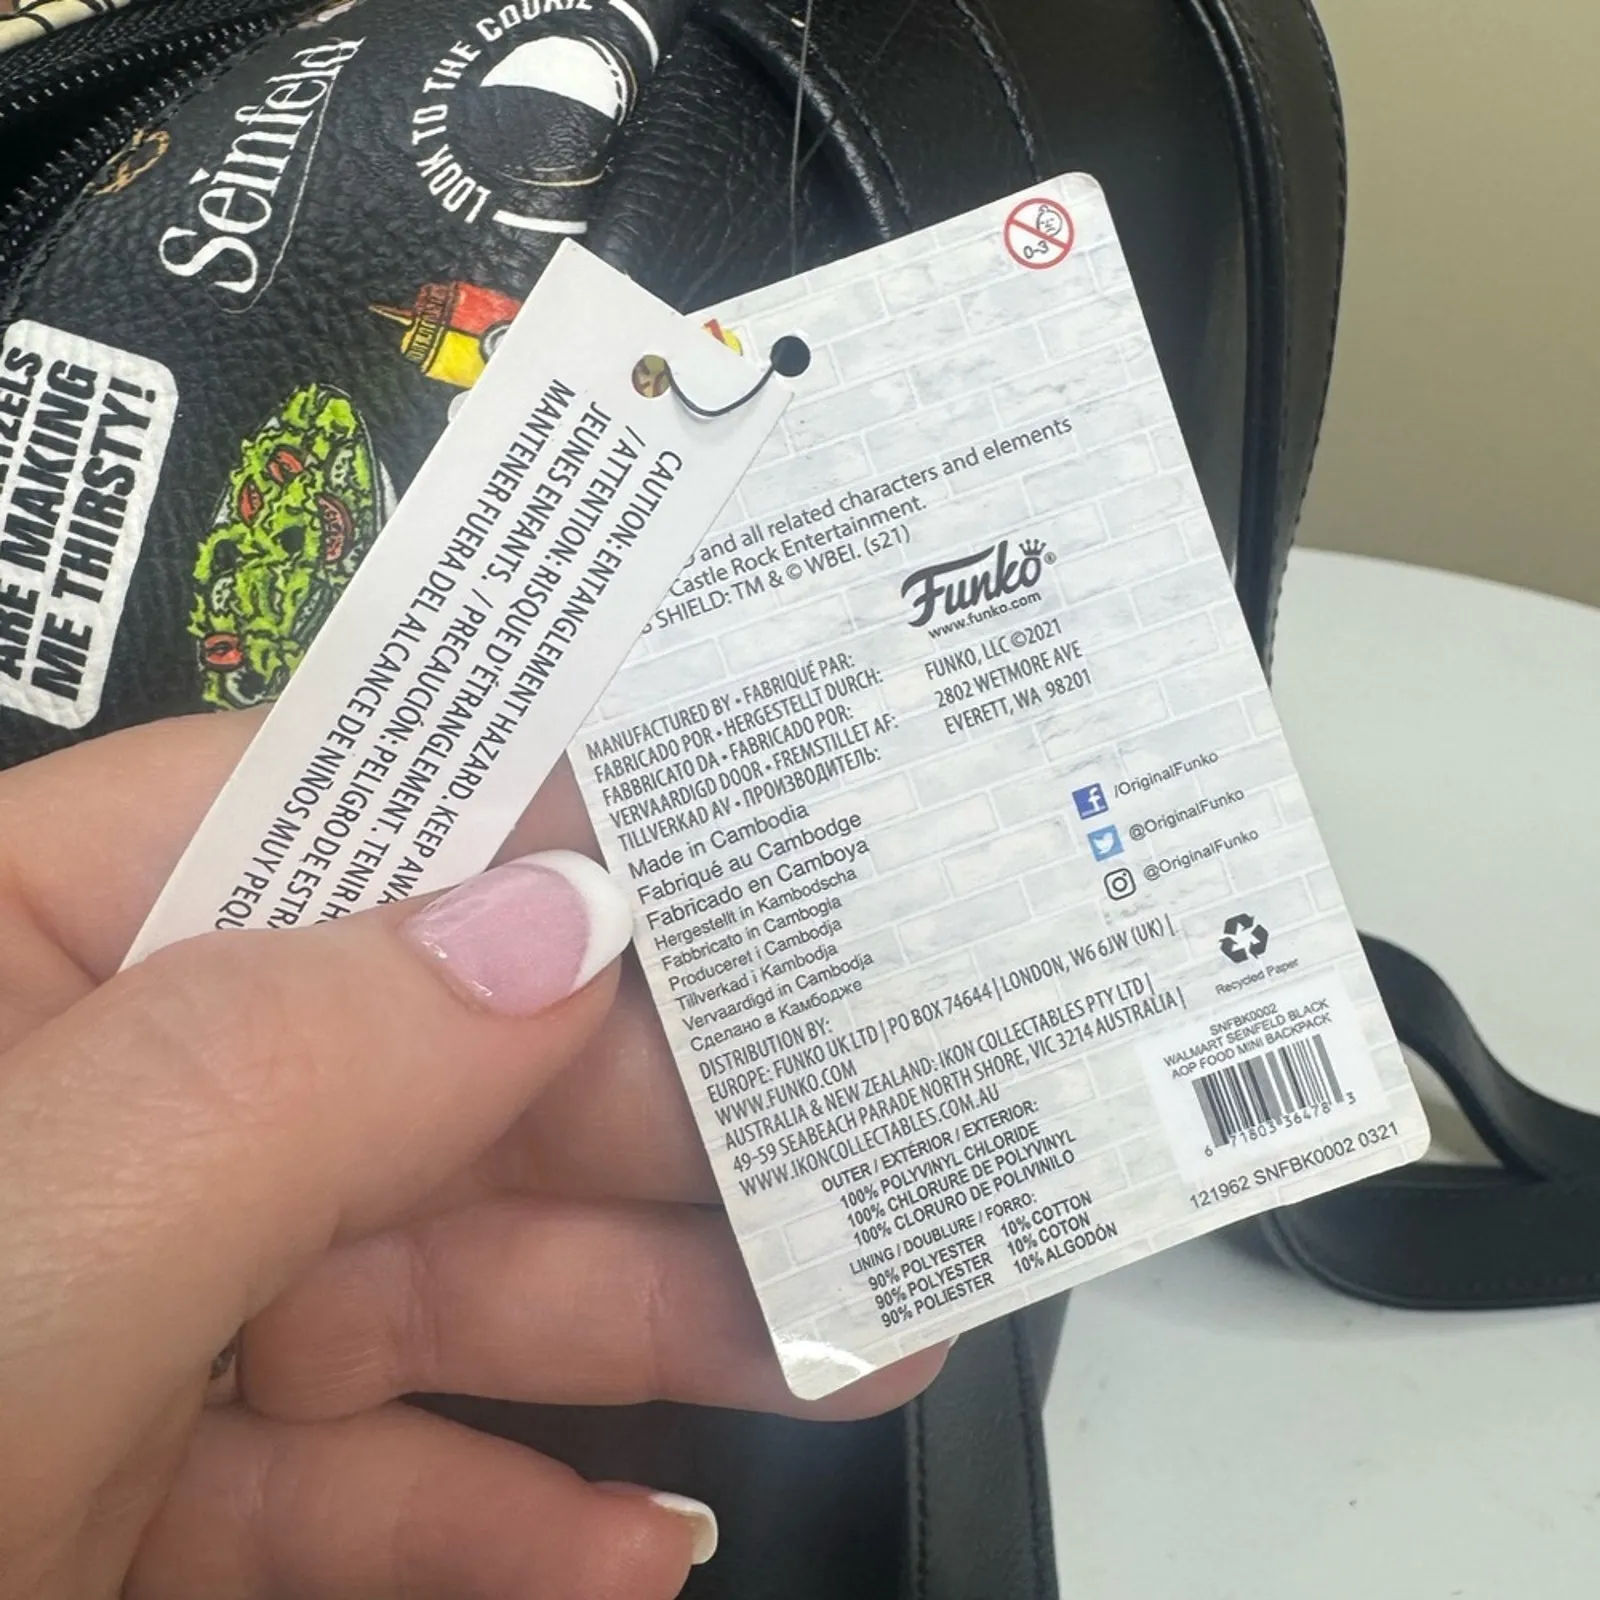 LOOK TO THE COOKIE
Seinfeld
ARE MAKING
ME THIRSTY!
CAUTION: ENTANGLEMENT HAZARD. KEEP
/ ATTENTION: RISQUE D'ÉTRANGLEMENT. TENIR
JEUNES ENFANTS. / PRECAUCIÓN: PELIGRO DE
MANTENER FUERA DEL ALCANCE DE NIÑOS MUY
0-3
and all related characters and elements
Castle Rock Entertainment.
SHIELD: TM & © WBEI. (s21)
Funko®
www.funko.com
FUNKO, LLC ©2021
2802 WETMORE AVE
EVERETT, WA 98201
MANUFACTURED BY • FABRIQUÉ PAR:
FABRICADO POR • HERGESTELLT DURCH:
FABBRICATO DA • FABRICADO POR:
VERVAARDIGD DOOR • FREMSTILLET AF:
TILLVERKAD AV • ПРОИЗВОДИТЕЛЬ:
Made in Cambodia
Fabriqué au Cambodge
Fabricado en Camboya
Hergestellt in Kambodscha
Fabbricato in Cambogia
Produceret i Cambodja
Tillverkad i Kambodja
Vervaardigd in Cambodja
Сделано в Камбодже
/OriginalFunko
@OriginalFunko
@OriginalFunko
DISTRIBUTION BY:
EUROPE: FUNKO UK LTD | PO BOX 74644 | LONDON, W6 6JW (UK) |
WWW.FUNKO.COM
AUSTRALIA & NEW ZEALAND: IKON COLLECTABLES PTY LTD |
49-59 SEABEACH PARADE NORTH SHORE, VIC 3214 AUSTRALIA |
WWW.IKONCOLLECTABLES.COM.AU
Recycled Paper
SNFBK0002
WALMART SEINFELD BLACK
AOP FOOD MINI BACKPACK
6 71803 36478 3
121962 SNFBK0002 0321
OUTER / EXTÉRIOR / EXTERIOR:
100% POLYVINYL CHLORIDE
100% CHLORURE DE POLYVINYL
100% CLORURO DE POLIVINILO
LINING / DOUBLURE / FORRO:
90% POLYESTER 10% COTTON
90% POLYESTER 10% COTON
90% POLIESTER 10% ALGODÓN